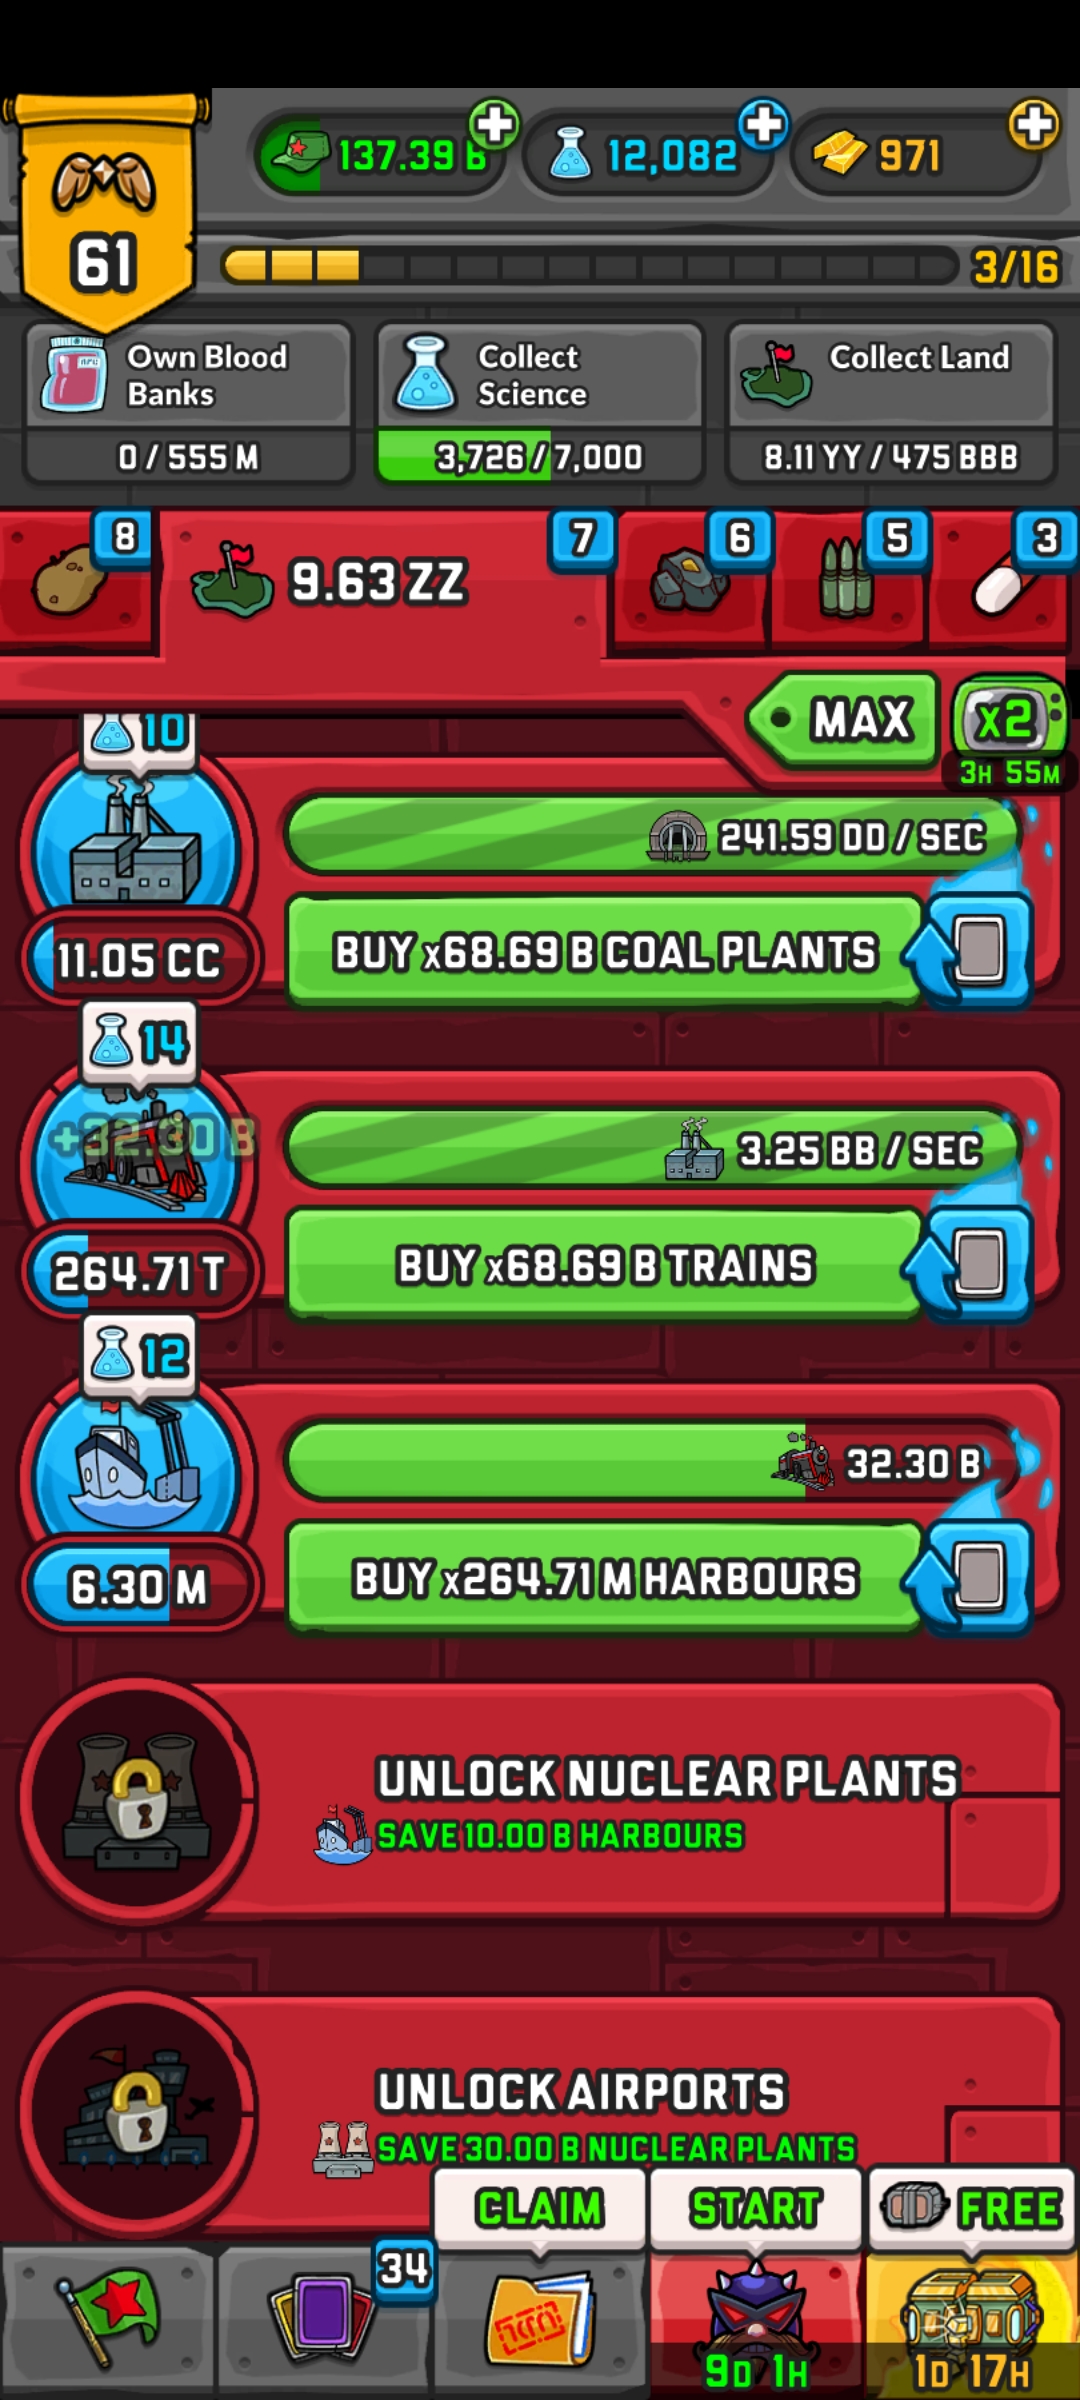 137.39 B
12,082
971
61
3/16
Own Blood
Banks
0 / 555 M
Collect
Science
3,726 / 7,000
Collect Land
8.11 YY / 475 BBB
8
9.63 ZZ
7
6
5
3
MAX
x2
3H 55M
10
241.59 DD / SEC
BUY x68.69 B COAL PLANTS
11.05 CC
14
+32.30 B
3.25 BB / SEC
BUY x68.69 B TRAINS
264.71 T
12
32.30 B
BUY x264.71 M HARBOURS
6.30 M
UNLOCK NUCLEAR PLANTS
SAVE 10.00 B HARBOURS
UNLOCK AIRPORTS
SAVE 30.00 B NUCLEAR PLANTS
CLAIM
START
FREE
34
9D 1H
1D 17H